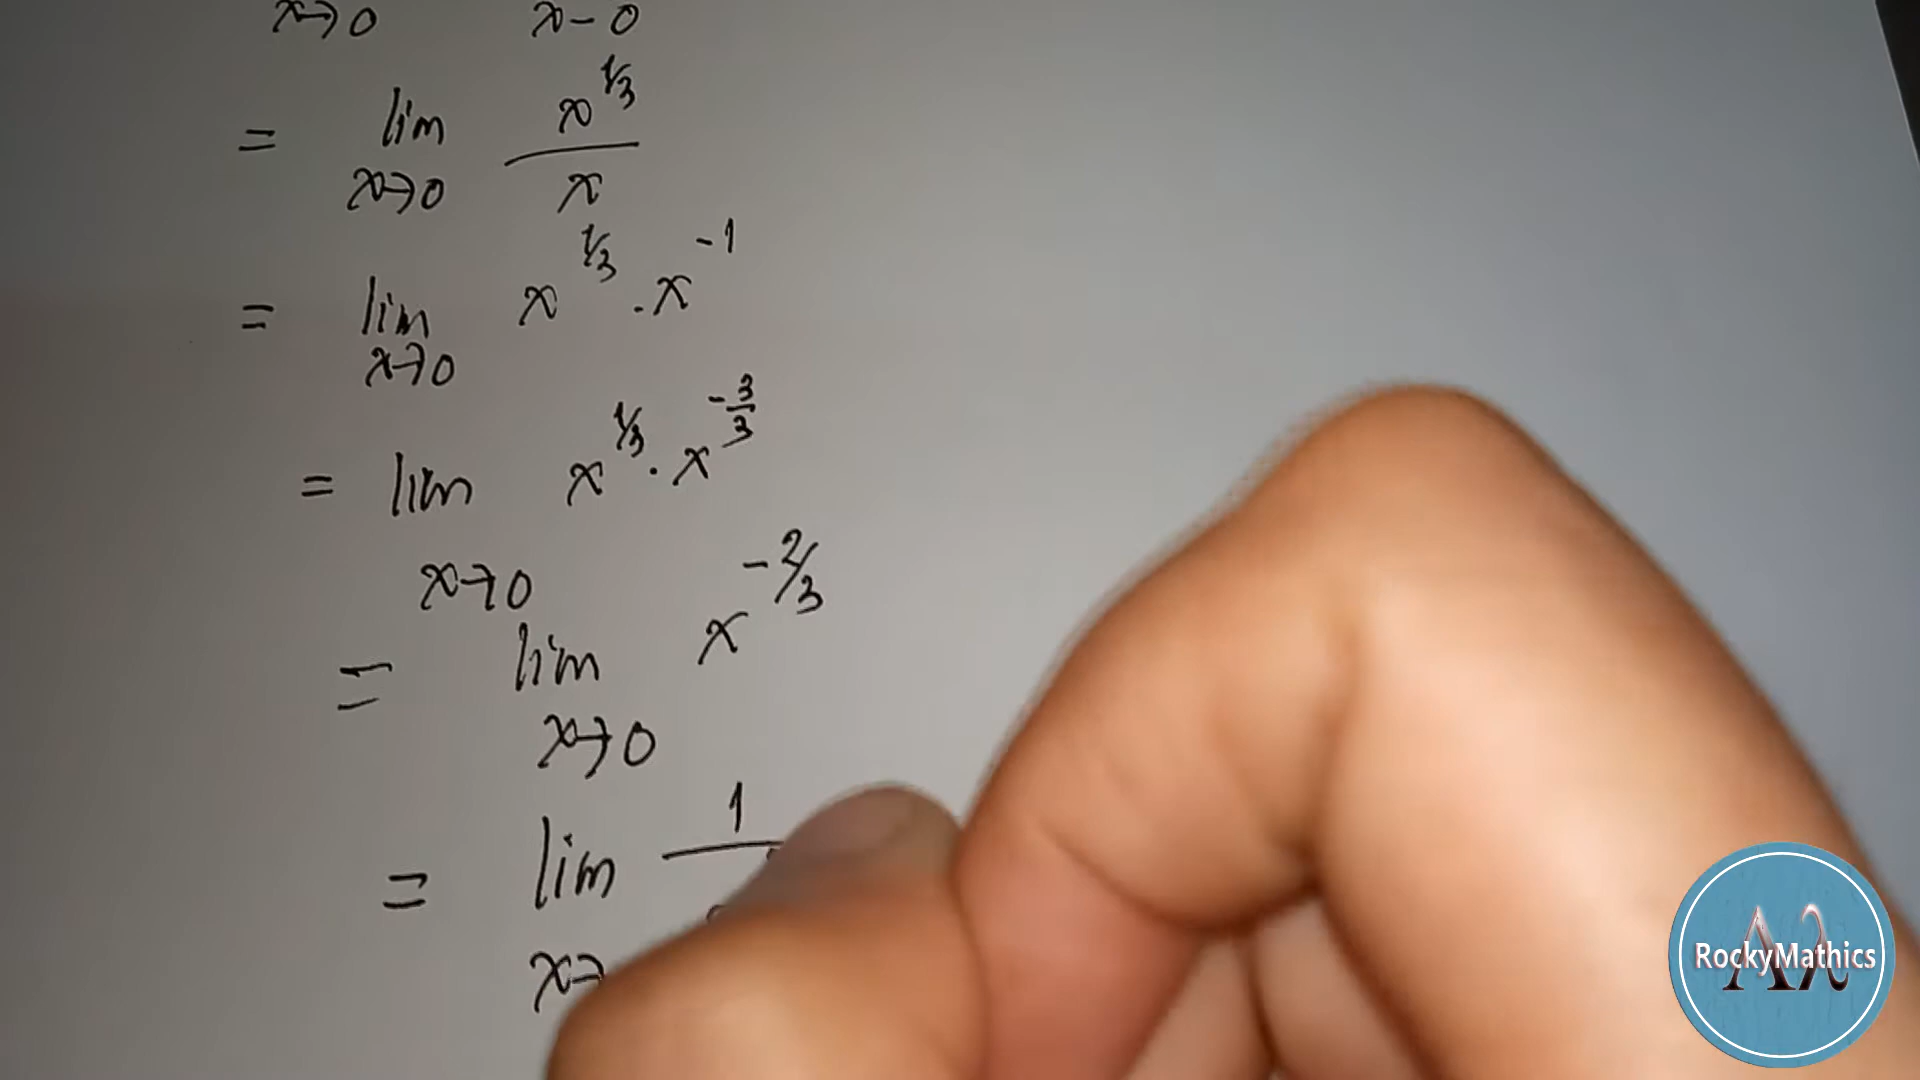 x→0 x-0
= lim x^1/3 / x
x→0
= lim x^1/3 . x^-1
x→0
= lim x^1/3 . x^-3/3
x→0
= lim x^-2/3
x→0
= lim 1
x→
RockyMathics